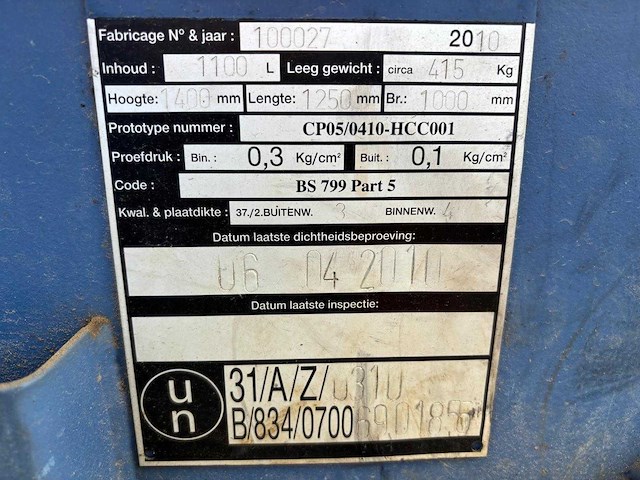 Fabricage Nº & jaar: 100027 2010
Inhoud: 1100 L Leeg gewicht: circa 415 Kg
Hoogte: 1400 mm Lengte: 1250 mm Br.: 1000 mm
Prototype nummer: CP05/0410-HCC001
Proefdruk: Bin.: 0,3 Kg/cm² Buit.: 0,1 Kg/cm²
Code: BS 799 Part 5
Kwal. & plaatdikte: 37./2.BUITENW. 3 BINNENW. 4
Datum laatste dichtheidsbeproeving:
06 04 2010
Datum laatste inspectie:
un
31/A/Z/0310
B/834/0700